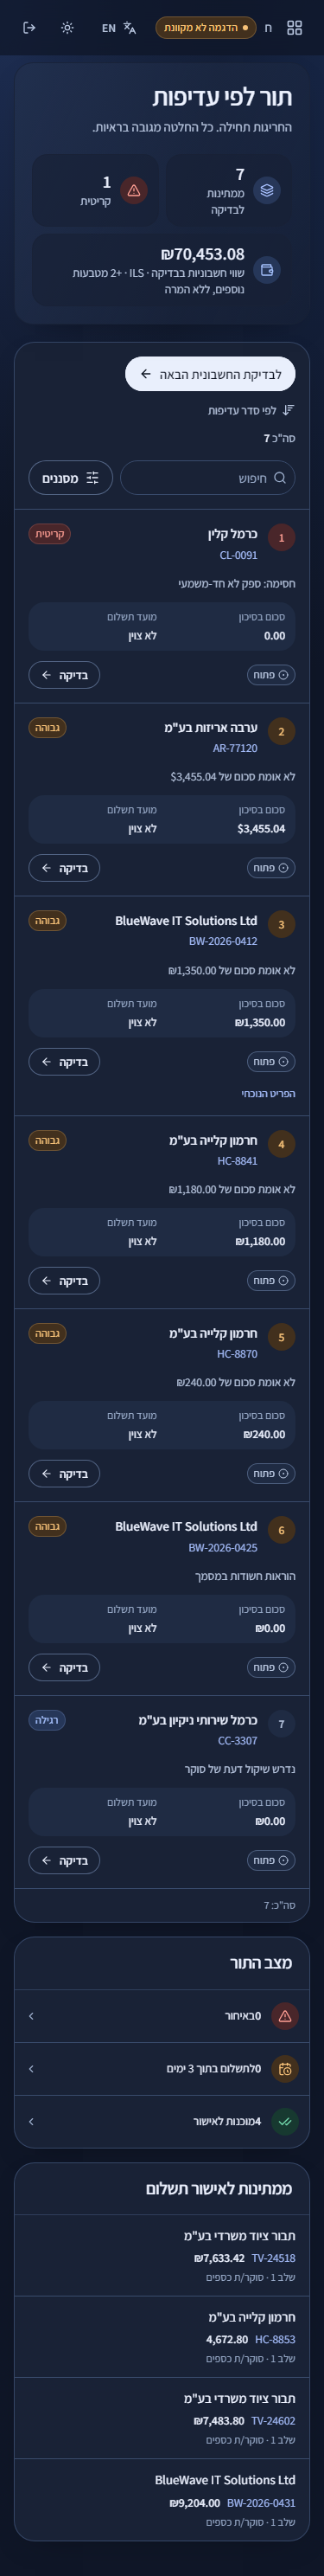 ח
הדגמה לא מקוונת
EN
תור לפי עדיפות
החריגות תחילה. כל החלטה מגובה בראיות.
7
ממתינות
לבדיקה
1
קריטית
₪70,453.08
שווי חשבוניות בבדיקה · ILS · +2 מטבעות
נוספים, ללא המרה
לבדיקת החשבונית הבאה
לפי סדר עדיפות
סה"כ 7
חיפוש
מסננים
1
כרמל קלין
קריטית
CL-0091
חסימה: ספק לא חד-משמעי
סכום בסיכון
מועד תשלום
0.00
לא צוין
פתוח
בדיקה
2
ערבה אריזות בע"מ
גבוהה
AR-77120
לא אומת סכום של $3,455.04
סכום בסיכון
מועד תשלום
$3,455.04
לא צוין
פתוח
בדיקה
3
BlueWave IT Solutions Ltd
גבוהה
BW-2026-0412
לא אומת סכום של ₪1,350.00
סכום בסיכון
מועד תשלום
₪1,350.00
לא צוין
פתוח
בדיקה
הפריט הנוכחי
4
חרמון קלייה בע"מ
גבוהה
HC-8841
לא אומת סכום של ₪1,180.00
סכום בסיכון
מועד תשלום
₪1,180.00
לא צוין
פתוח
בדיקה
5
חרמון קלייה בע"מ
גבוהה
HC-8870
לא אומת סכום של ₪240.00
סכום בסיכון
מועד תשלום
₪240.00
לא צוין
פתוח
בדיקה
6
BlueWave IT Solutions Ltd
גבוהה
BW-2026-0425
הוראות חשודות במסמך
סכום בסיכון
מועד תשלום
₪0.00
לא צוין
פתוח
בדיקה
7
כרמל שירותי ניקיון בע"מ
רגילה
CC-3307
נדרש שיקול דעת של סוקר
סכום בסיכון
מועד תשלום
₪0.00
לא צוין
פתוח
בדיקה
סה"כ: 7
מצב התור
0באיחור
0לתשלום בתוך 3 ימים
4מוכנות לאישור
ממתינות לאישור תשלום
תבור ציוד משרדי בע"מ
TV-24518 ₪7,633.42
שלב 1 · סוקר/ת כספים
חרמון קלייה בע"מ
HC-8853 4,672.80
שלב 1 · סוקר/ת כספים
תבור ציוד משרדי בע"מ
TV-24602 ₪7,483.80
שלב 1 · סוקר/ת כספים
BlueWave IT Solutions Ltd
BW-2026-0431 ₪9,204.00
שלב 1 · סוקר/ת כספים